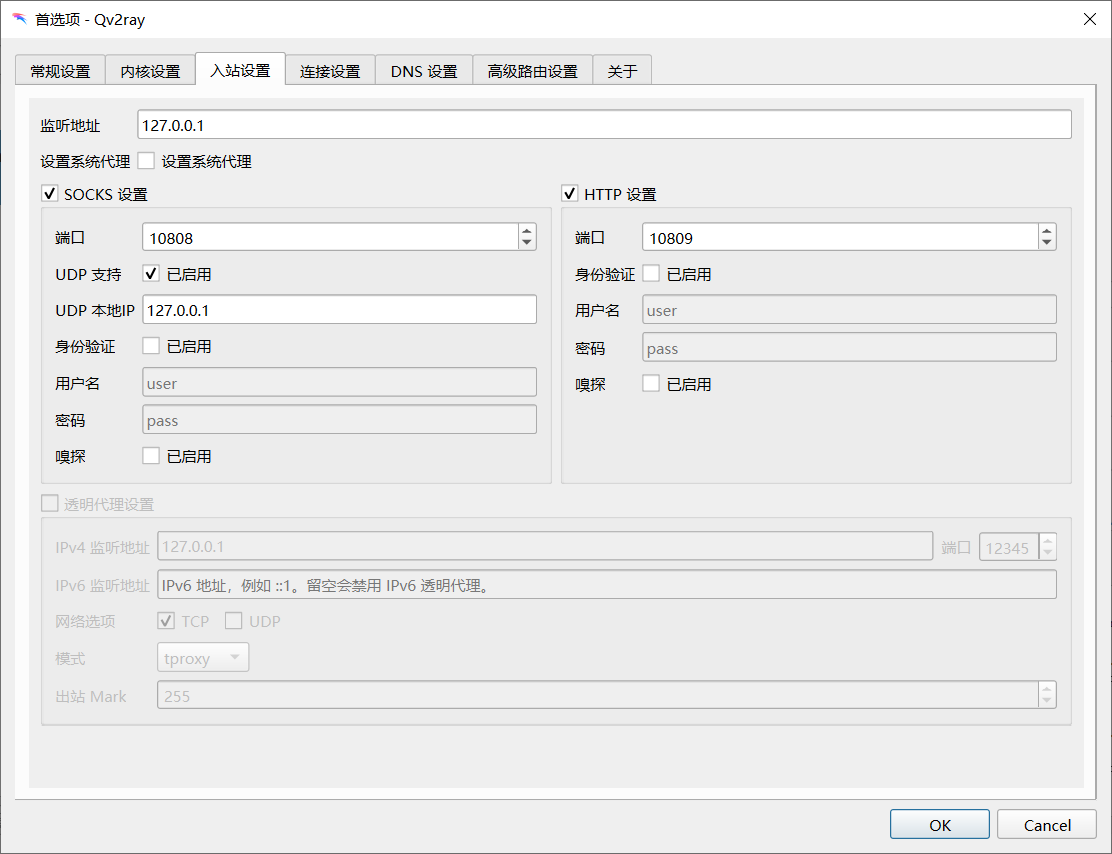 首选项 - Qv2ray
常规设置 内核设置 入站设置 连接设置 DNS 设置 高级路由设置 关于
监听地址 127.0.0.1
设置系统代理 设置系统代理
SOCKS 设置
端口 10808
UDP 支持 已启用
UDP 本地IP 127.0.0.1
身份验证 已启用
用户名 user
密码 pass
嗅探 已启用
HTTP 设置
端口 10809
身份验证 已启用
用户名 user
密码 pass
嗅探 已启用
透明代理设置
IPv4 监听地址 127.0.0.1 端口 12345
IPv6 监听地址 IPv6 地址，例如 ::1。留空会禁用 IPv6 透明代理。
网络选项 TCP UDP
模式 tproxy
出站 Mark 255
OK Cancel